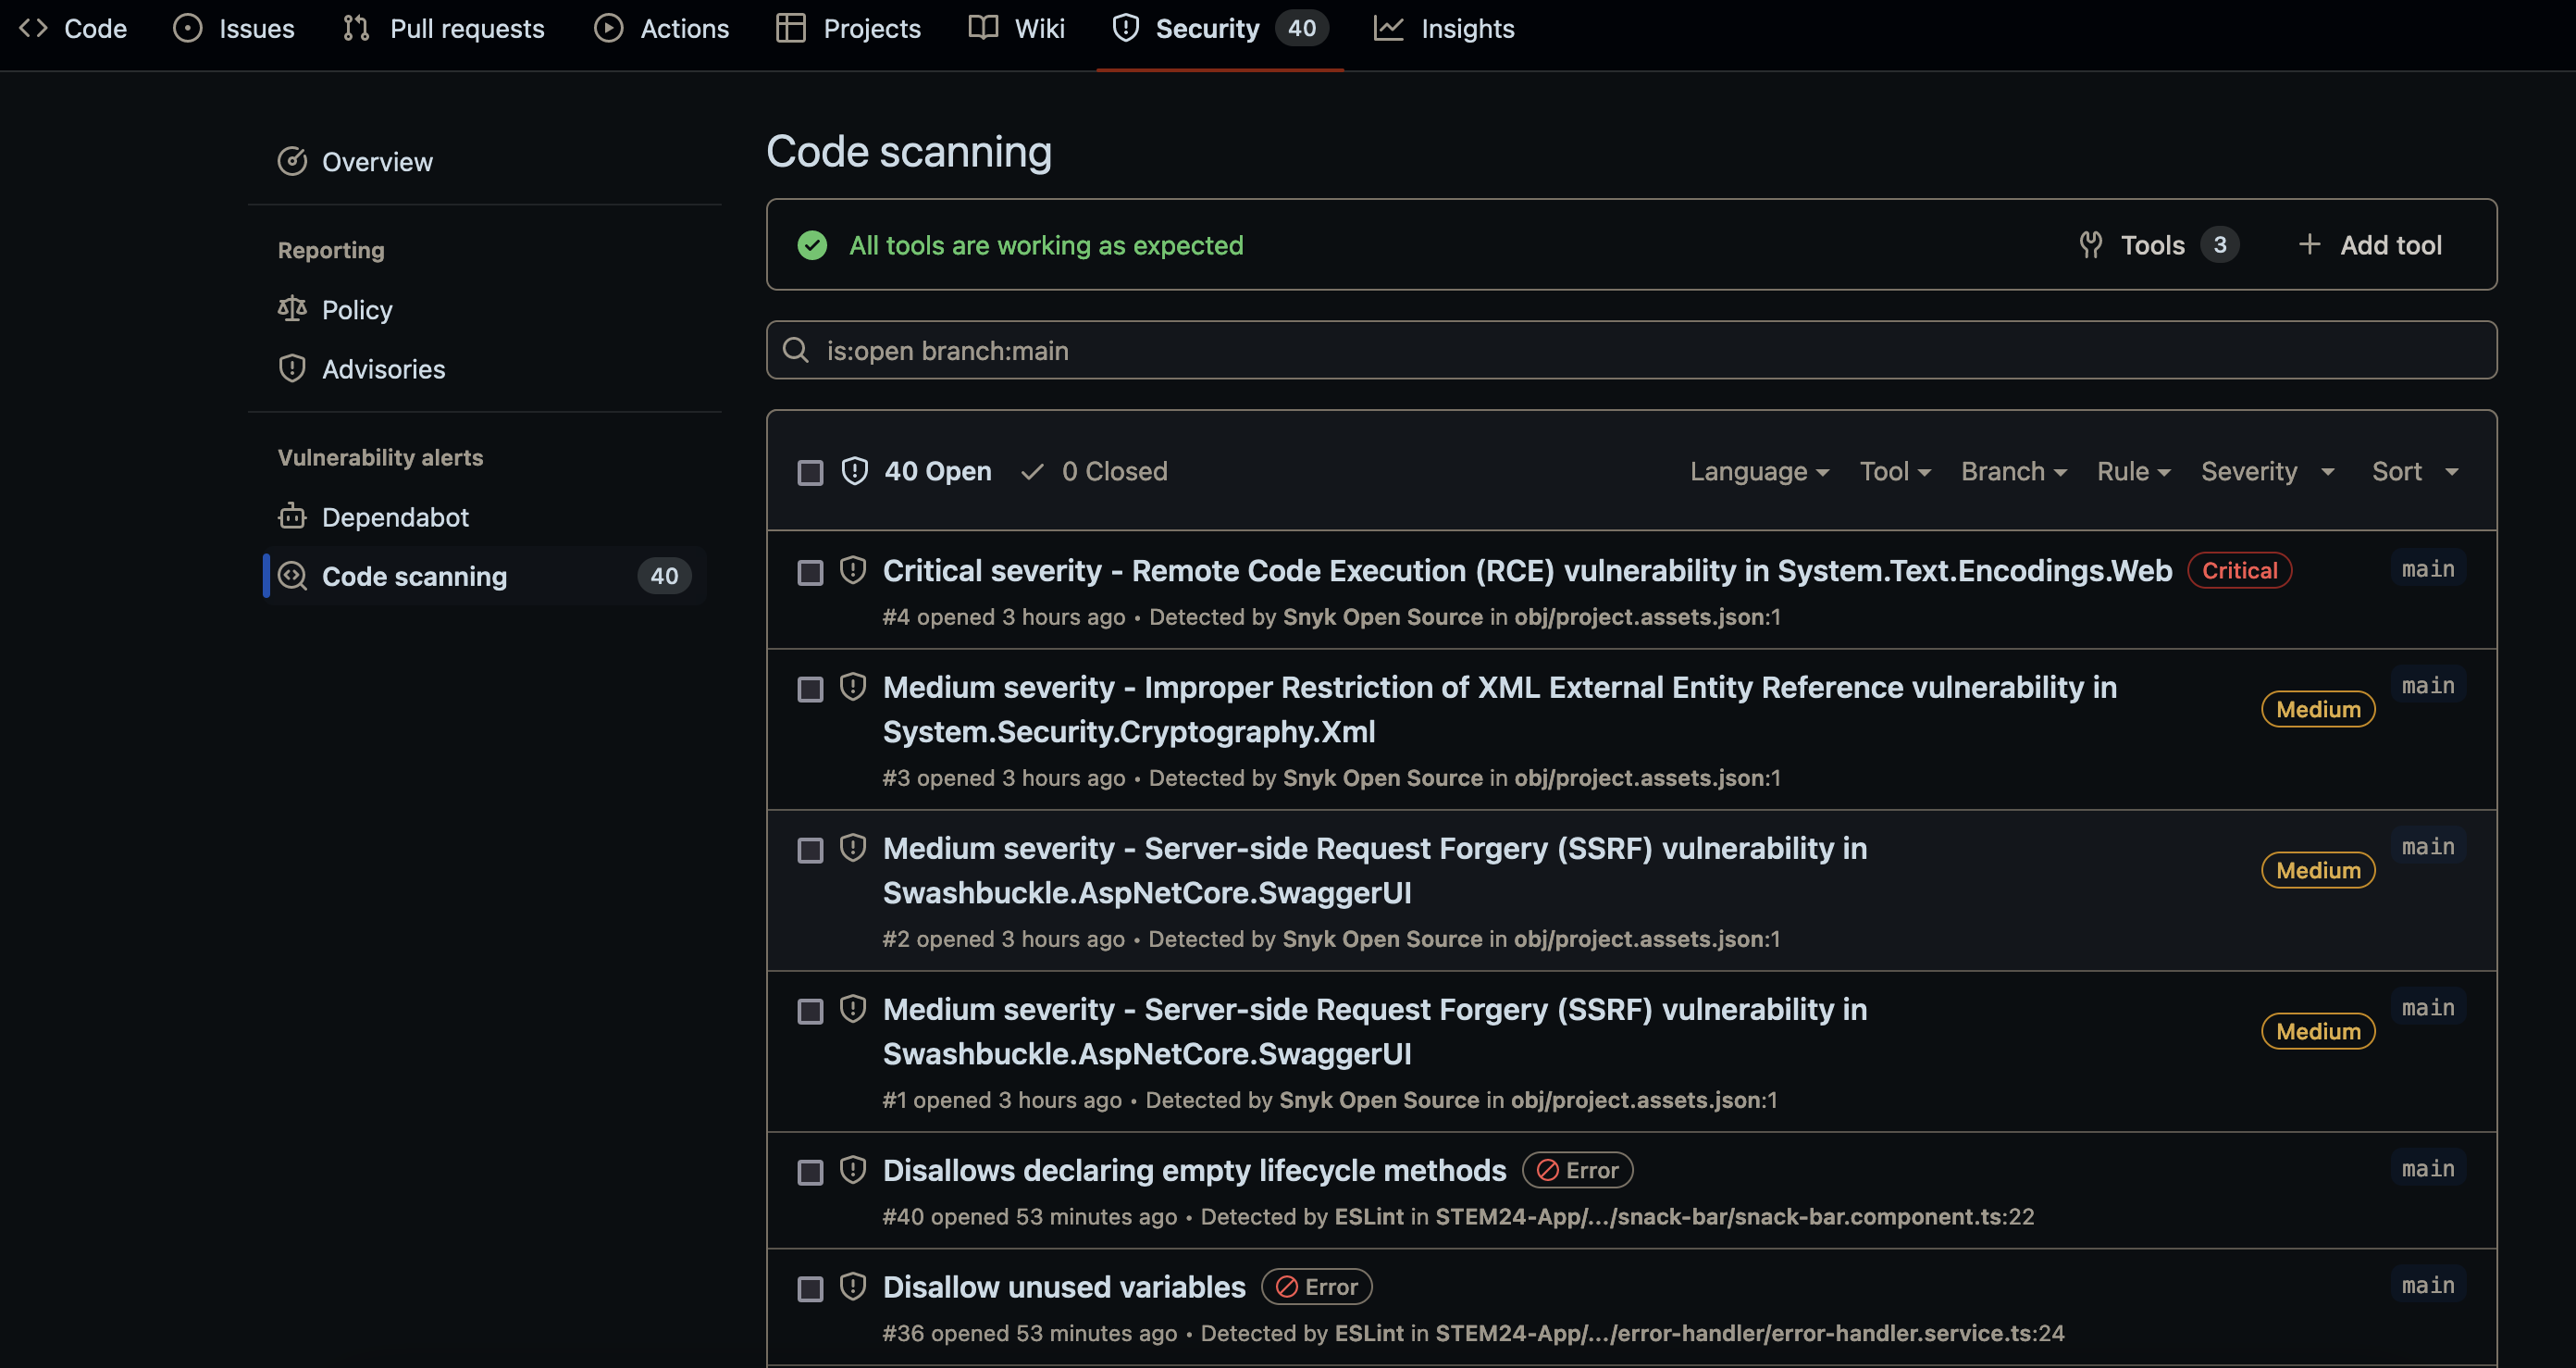 Code Issues Pull requests Actions Projects Wiki Security 40 Insights
Overview
Reporting
Policy
Advisories
Vulnerability alerts
Dependabot
Code scanning 40
Code scanning
All tools are working as expected Tools 3 Add tool
is:open branch:main
40 Open 0 Closed Language Tool Branch Rule Severity Sort
Critical severity - Remote Code Execution (RCE) vulnerability in System.Text.Encodings.Web Critical main
#4 opened 3 hours ago • Detected by Snyk Open Source in obj/project.assets.json:1
Medium severity - Improper Restriction of XML External Entity Reference vulnerability in
System.Security.Cryptography.Xml Medium main
#3 opened 3 hours ago • Detected by Snyk Open Source in obj/project.assets.json:1
Medium severity - Server-side Request Forgery (SSRF) vulnerability in
Swashbuckle.AspNetCore.SwaggerUI Medium main
#2 opened 3 hours ago • Detected by Snyk Open Source in obj/project.assets.json:1
Medium severity - Server-side Request Forgery (SSRF) vulnerability in
Swashbuckle.AspNetCore.SwaggerUI Medium main
#1 opened 3 hours ago • Detected by Snyk Open Source in obj/project.assets.json:1
Disallows declaring empty lifecycle methods Error main
#40 opened 53 minutes ago • Detected by ESLint in STEM24-App/.../snack-bar/snack-bar.component.ts:22
Disallow unused variables Error main
#36 opened 53 minutes ago • Detected by ESLint in STEM24-App/.../error-handler/error-handler.service.ts:24